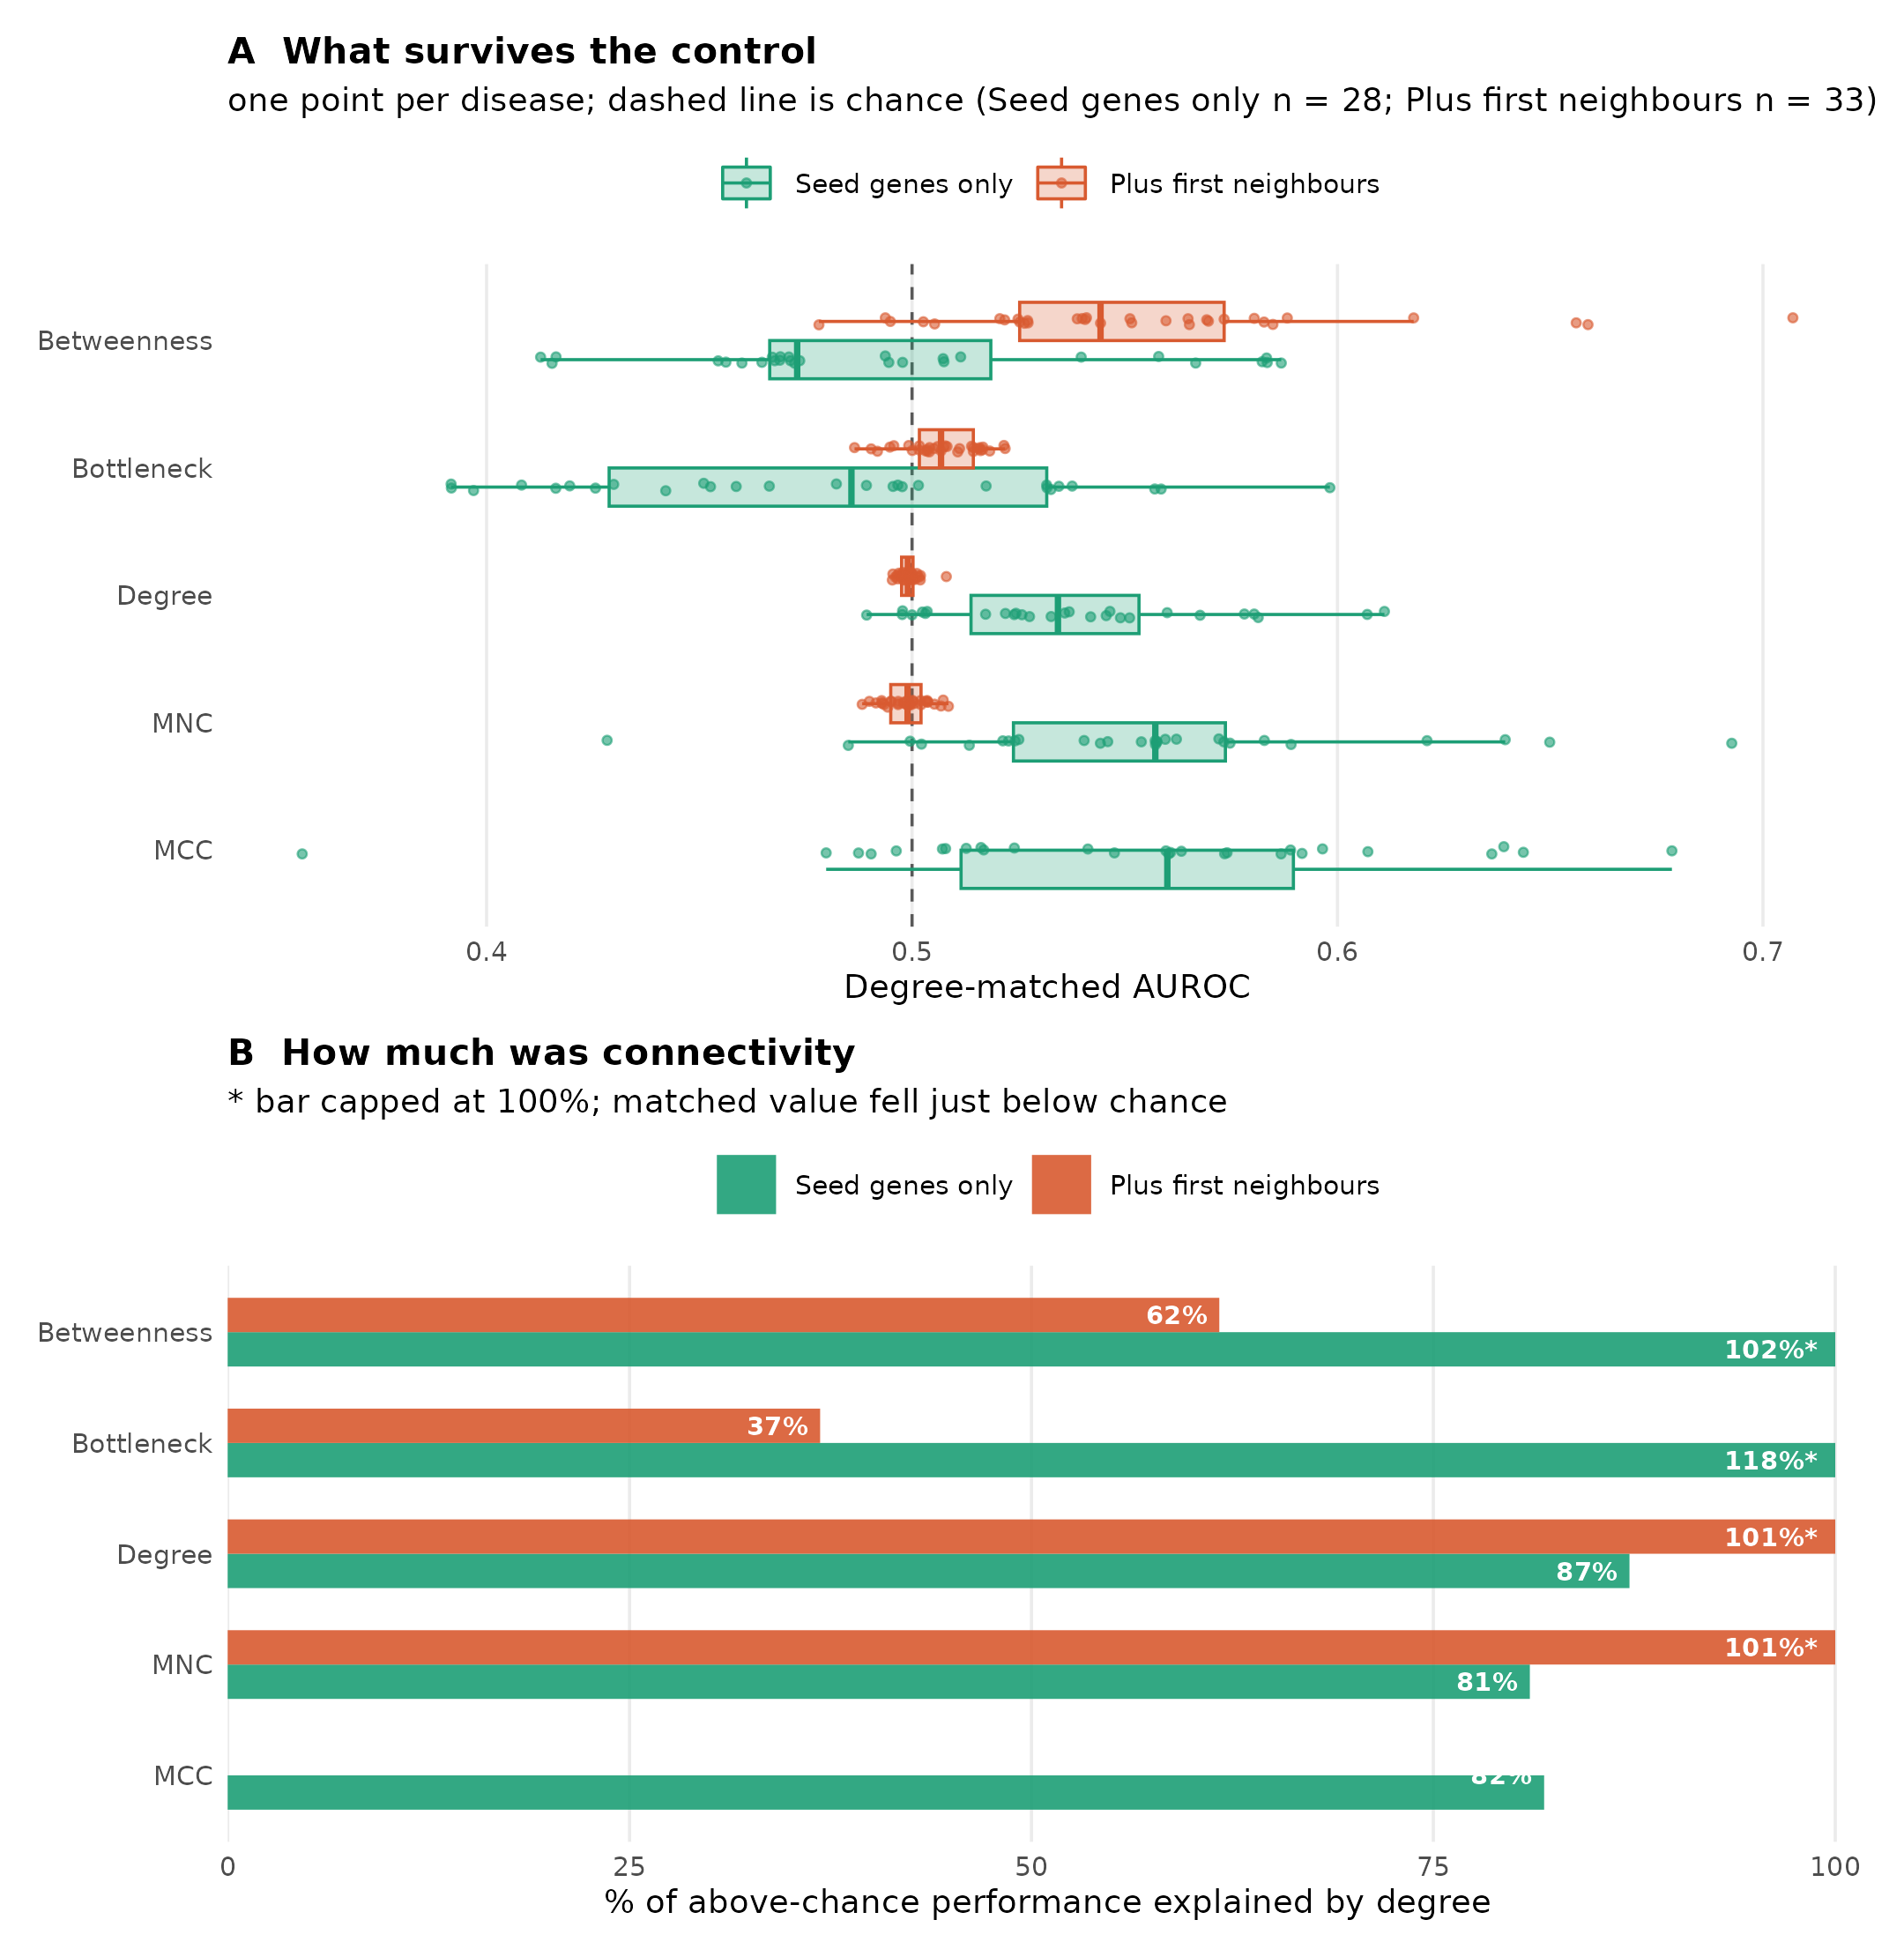 A What survives the control
one point per disease; dashed line is chance (Seed genes only n = 28; Plus first neighbours n = 33)
Seed genes only Plus first neighbours
Betweenness
Bottleneck
Degree
MNC
MCC
0.4 0.5 0.6 0.7
Degree-matched AUROC
B How much was connectivity
* bar capped at 100%; matched value fell just below chance
Seed genes only Plus first neighbours
62%
Betweenness
102%*
37%
Bottleneck
118%*
101%*
Degree
87%
101%*
MNC
81%
MCC 82%
0 25 50 75 100
% of above-chance performance explained by degree